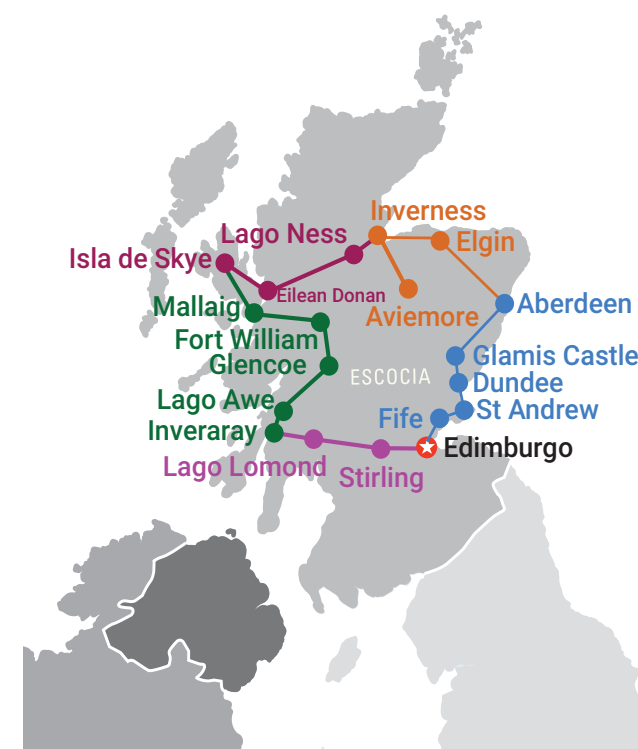 Inverness
Lago Ness
Elgin
Isla de Skye
Eilean Donan
Mallaig
Aviemore
Aberdeen
Fort William
Glencoe
Glamis Castle
ESCOCIA
Dundee
Lago Awe
St Andrew
Fife
Inveraray
Edimburgo
Lago Lomond
Stirling